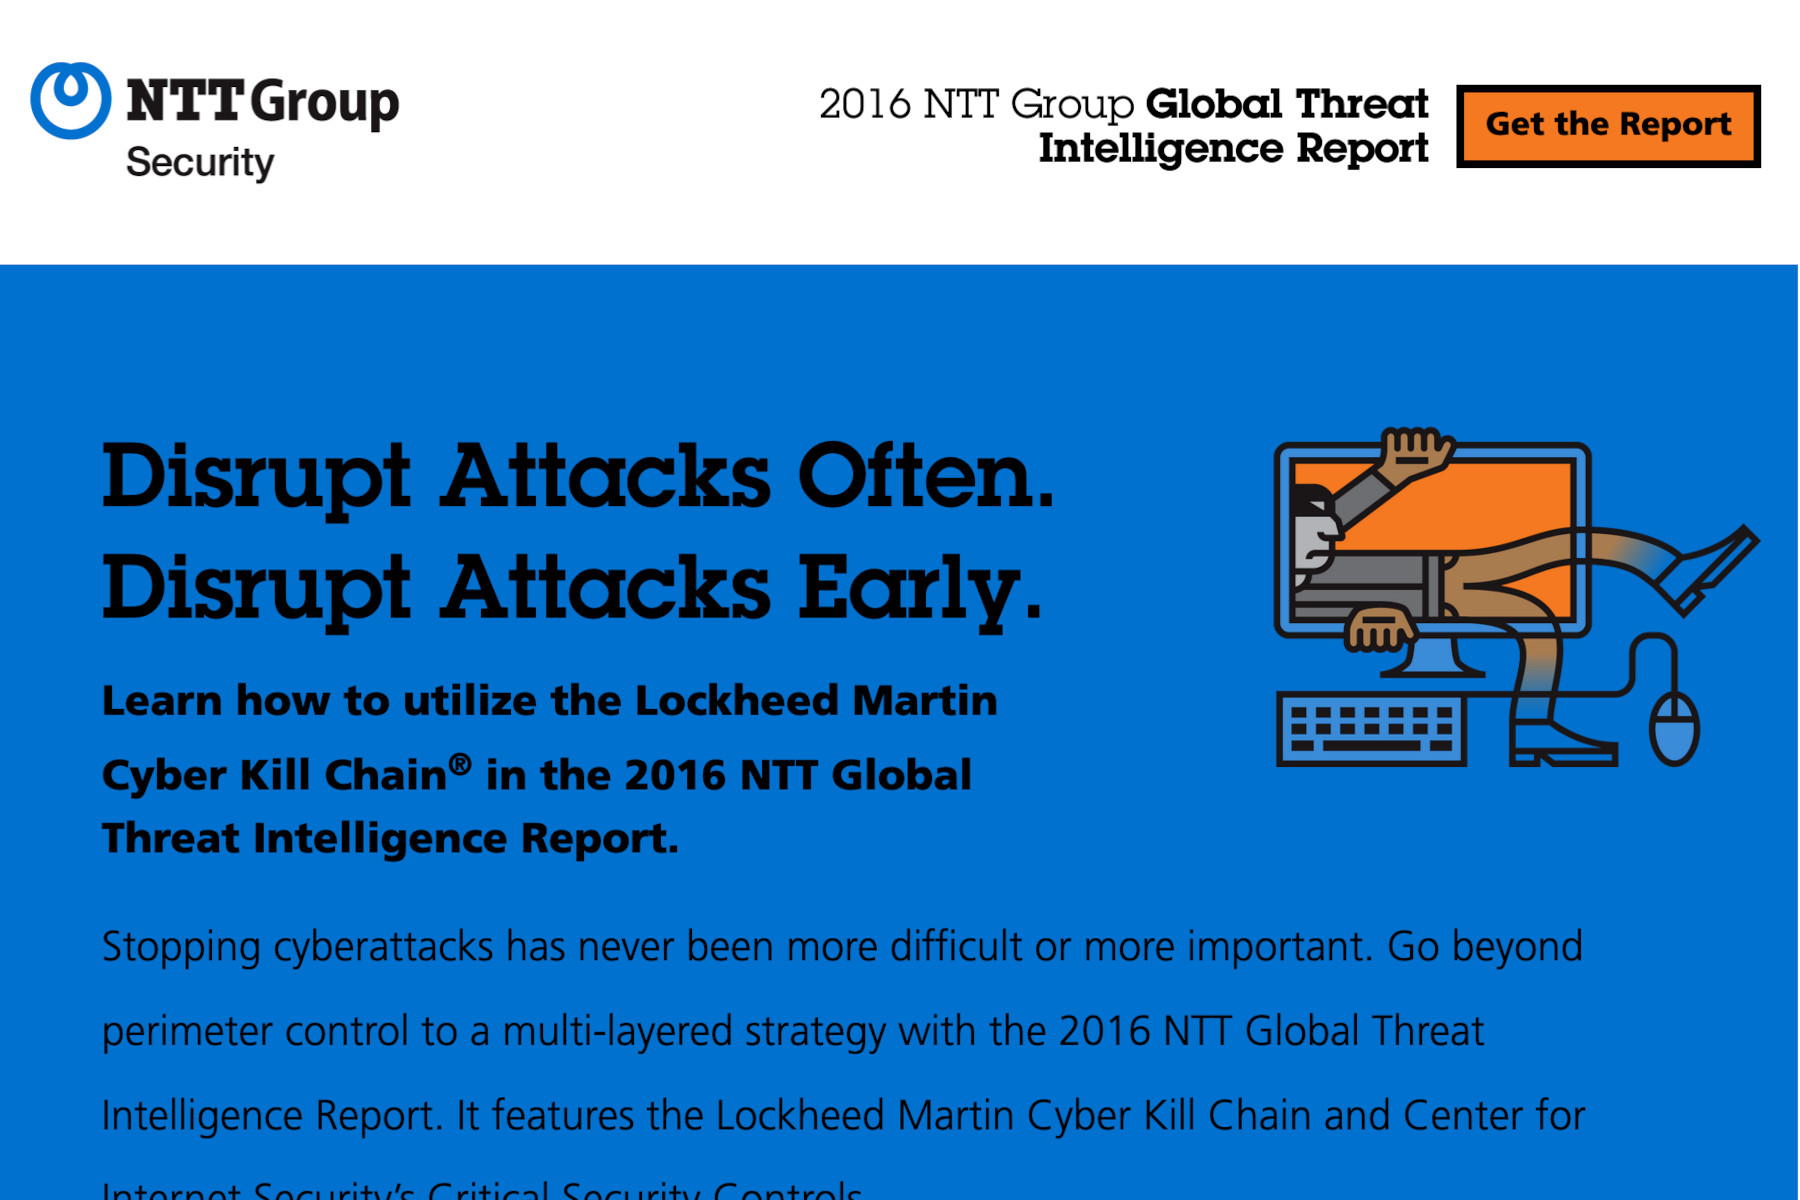 NTT Group
Security
2016 NTT Group Global Threat
Intelligence Report
Get the Report
Disrupt Attacks Often.
Disrupt Attacks Early.
Learn how to utilize the Lockheed Martin
Cyber Kill Chain® in the 2016 NTT Global
Threat Intelligence Report.
Stopping cyberattacks has never been more difficult or more important. Go beyond
perimeter control to a multi-layered strategy with the 2016 NTT Global Threat
Intelligence Report. It features the Lockheed Martin Cyber Kill Chain and Center for
Internet Security’s Critical Security Controls.